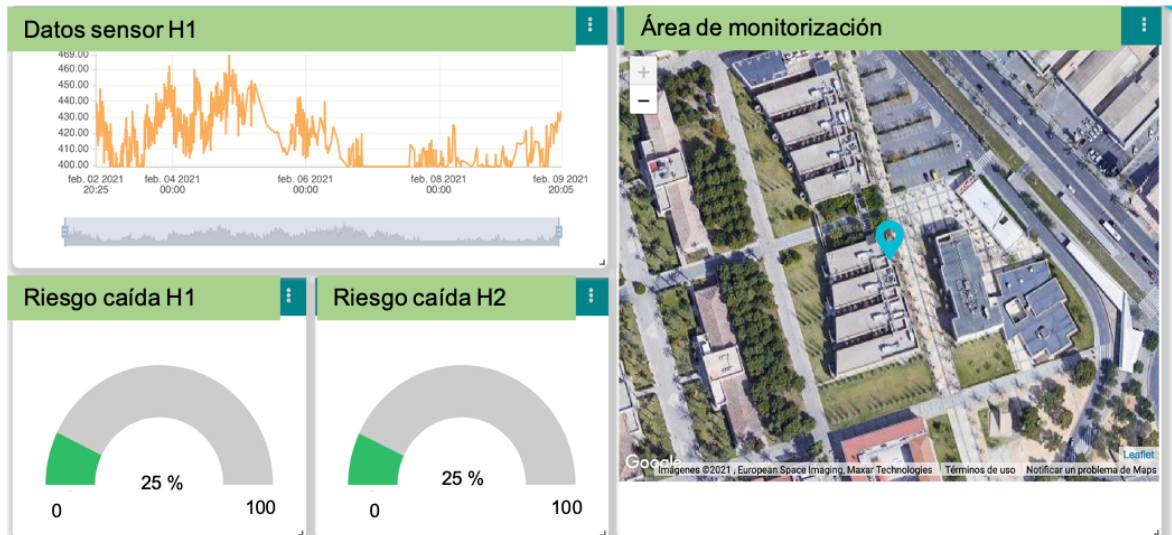 Datos sensor H1
469.00
460.00
450.00
440.00
430.00
420.00
410.00
400.00
feb. 02 2021
20:25
feb. 04 2021
00:00
feb. 06 2021
00:00
feb. 08 2021
00:00
feb. 09 2021
20:05
Área de monitorización
+
−
Google
Leaflet
Imágenes ©2021 , European Space Imaging, Maxar Technologies Términos de uso Notificar un problema de Maps
Riesgo caída H1
25 %
0
100
Riesgo caída H2
25 %
0
100